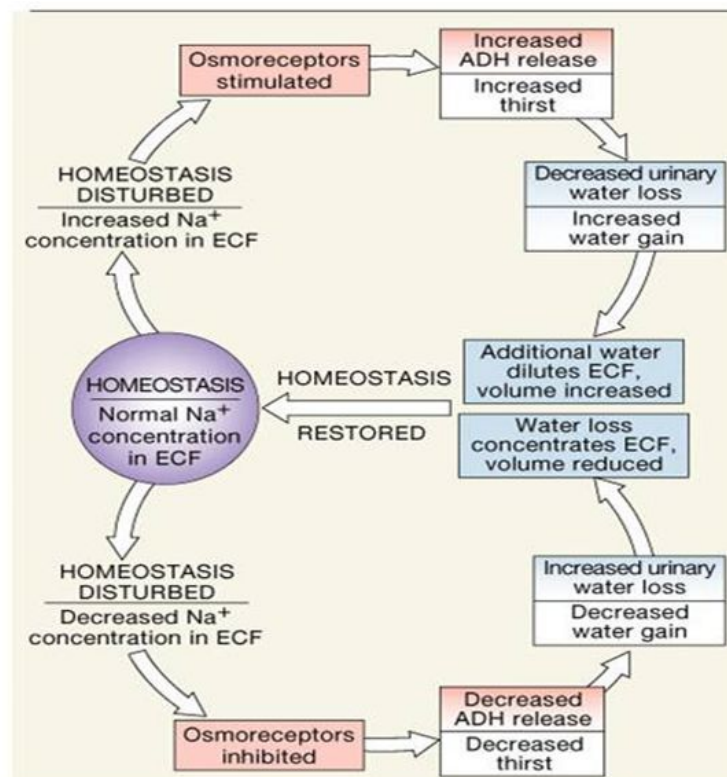 Osmoreceptors
stimulated
Increased
ADH release
Increased
thirst
HOMEOSTASIS
DISTURBED
Increased Na⁺
concentration in ECF
Decreased urinary
water loss
Increased
water gain
Additional water
dilutes ECF,
volume increased
HOMEOSTASIS
RESTORED
HOMEOSTASIS
Normal Na⁺
concentration
in ECF
Water loss
concentrates ECF,
volume reduced
HOMEOSTASIS
DISTURBED
Decreased Na⁺
concentration in ECF
Increased urinary
water loss
Decreased
water gain
Osmoreceptors
inhibited
Decreased
ADH release
Decreased
thirst